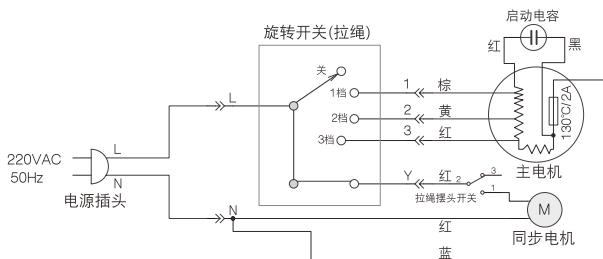 启动电容
红
黑
旋转开关(拉绳)
关
L
1档
1
棕
2档
2
黄
3档
3
红
130℃/2A
主电机
220VAC
50Hz
L
N
电源插头
Y
红
2
3
1
拉绳摆头开关
N
红
M
同步电机
蓝